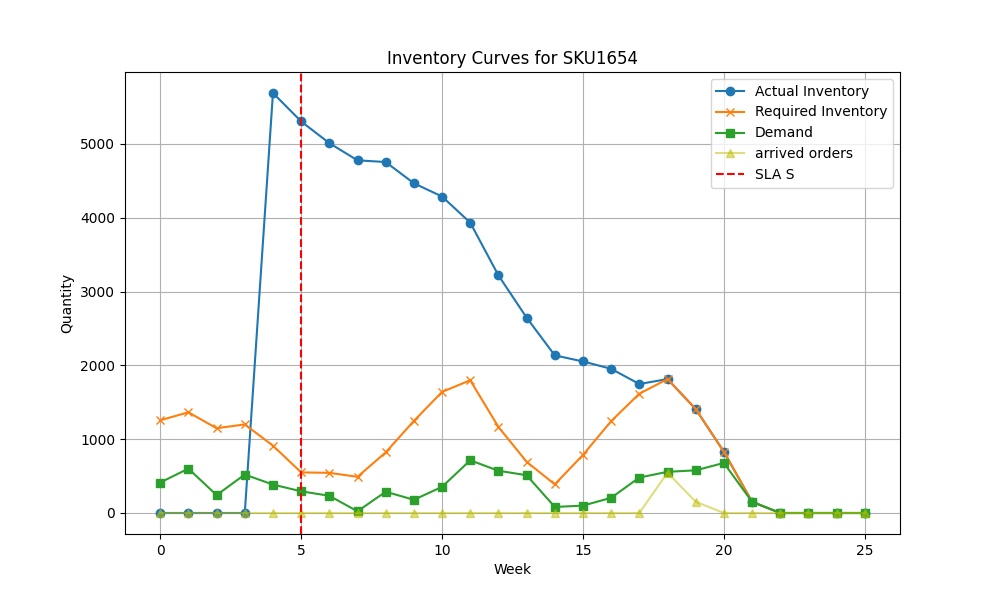 Inventory Curves for SKU1654
Actual Inventory
Required Inventory
Demand
arrived orders
SLA S
Quantity
5000
4000
3000
2000
1000
0
0 5 10 15 20 25
Week